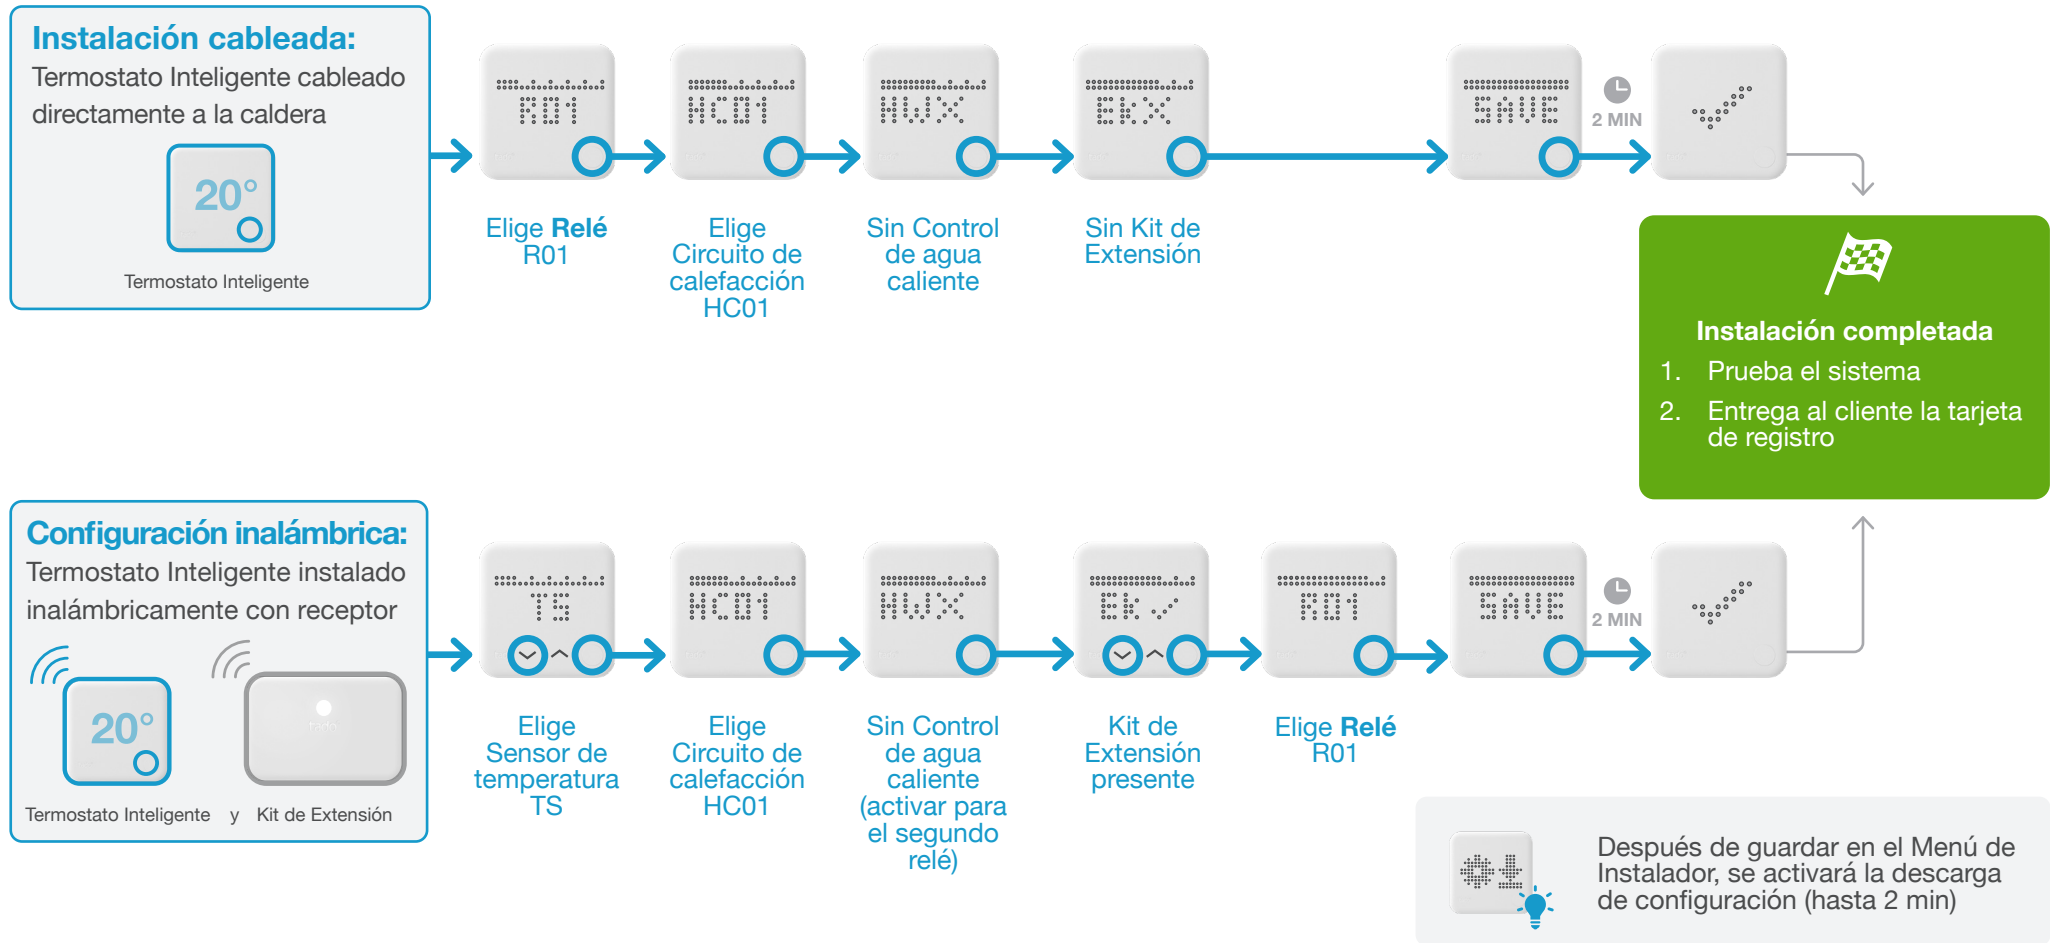 Instalación cableada:
Termostato Inteligente cableado
directamente a la caldera
20°
Termostato Inteligente
R01
Elige Relé
R01
HC01
Elige
Circuito de
calefacción
HC01
HWX
Sin Control
de agua
caliente
EKX
Sin Kit de
Extensión
SAVE
2 MIN
Instalación completada
1. Prueba el sistema
2. Entrega al cliente la tarjeta
de registro
Configuración inalámbrica:
Termostato Inteligente instalado
inalámbricamente con receptor
20°
tado
Termostato Inteligente y Kit de Extensión
TS
Elige
Sensor de
temperatura
TS
HC01
Elige
Circuito de
calefacción
HC01
HWX
Sin Control
de agua
caliente
(activar para
el segundo
relé)
EK
Kit de
Extensión
presente
R01
Elige Relé
R01
SAVE
2 MIN
Después de guardar en el Menú de
Instalador, se activará la descarga
de configuración (hasta 2 min)